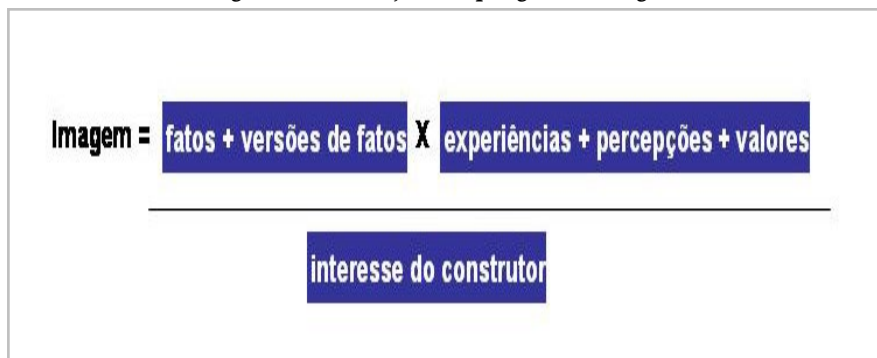 Imagem = fatos + versões de fatos X experiências + percepções + valores
interesse do construtor